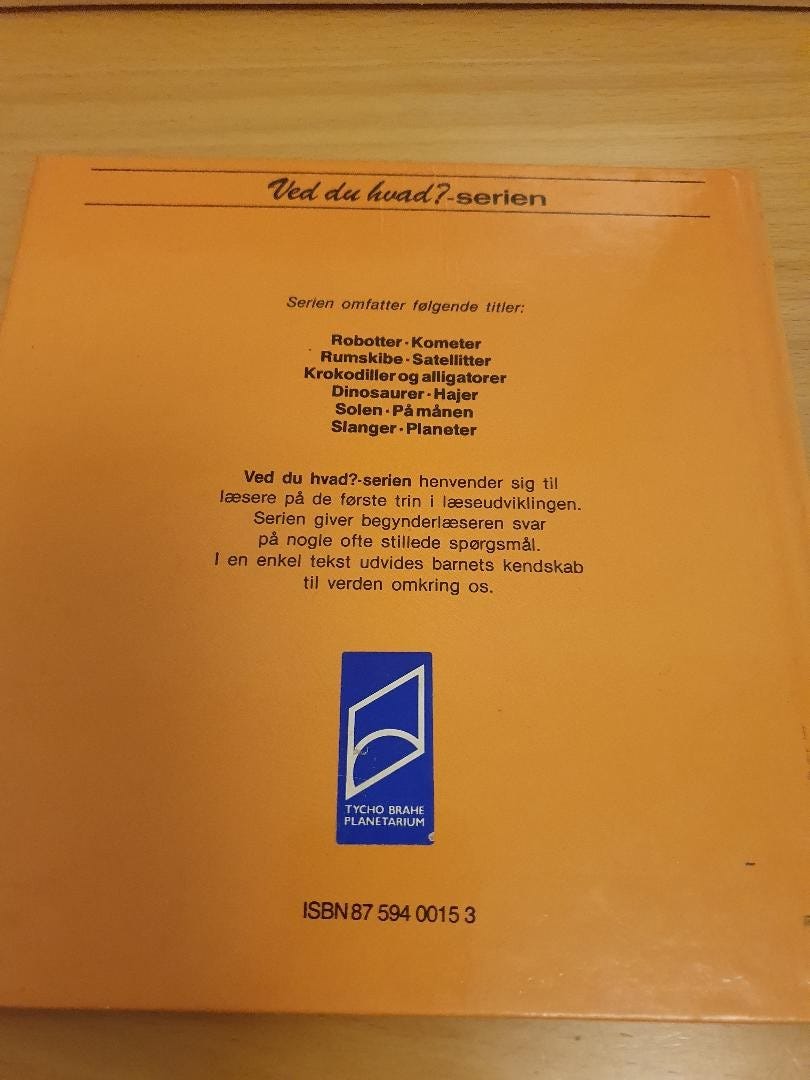 Ved du hvad?-serien
Serien omfatter følgende titler:
Robotter · Kometer
Rumskibe · Satellitter
Krokodiller og alligatorer
Dinosaurer · Hajer
Solen · På månen
Slanger · Planeter
Ved du hvad?-serien henvender sig til
læsere på de første trin i læseudviklingen.
Serien giver begynderlæseren svar
på nogle ofte stillede spørgsmål.
I en enkel tekst udvides barnets kendskab
til verden omkring os.
TYCHO BRAHE
PLANETARIUM
ISBN 87 594 0015 3